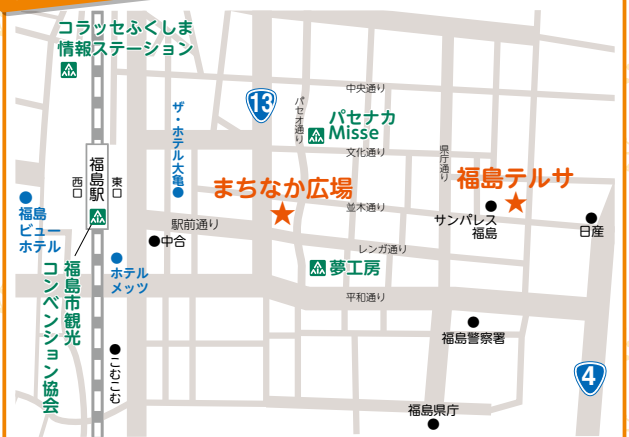 コラッセふくしま
情報ステーション
中央通り
13
パセオ通り
パセナカ
Misse
ザ・ホテル大亀
文化通り
県庁通り
福島駅
西口
東口
まちなか広場
福島テルサ
並木通り
サンパレス
福島
日産
福島
ビュー
ホテル
駅前通り
中合
レンガ通り
ホテル
メッツ
夢工房
平和通り
福島市観光
コンベンション協会
福島警察署
こむこむ
4
福島県庁